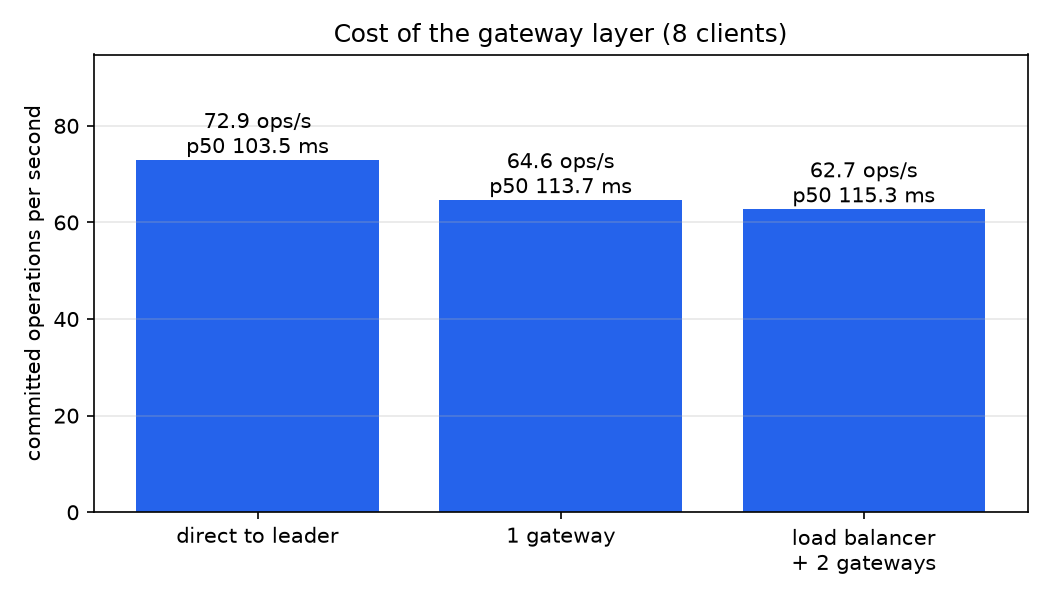 Cost of the gateway layer (8 clients)
committed operations per second
80
60
40
20
0
72.9 ops/s
p50 103.5 ms
64.6 ops/s
p50 113.7 ms
62.7 ops/s
p50 115.3 ms
direct to leader
1 gateway
load balancer
+ 2 gateways